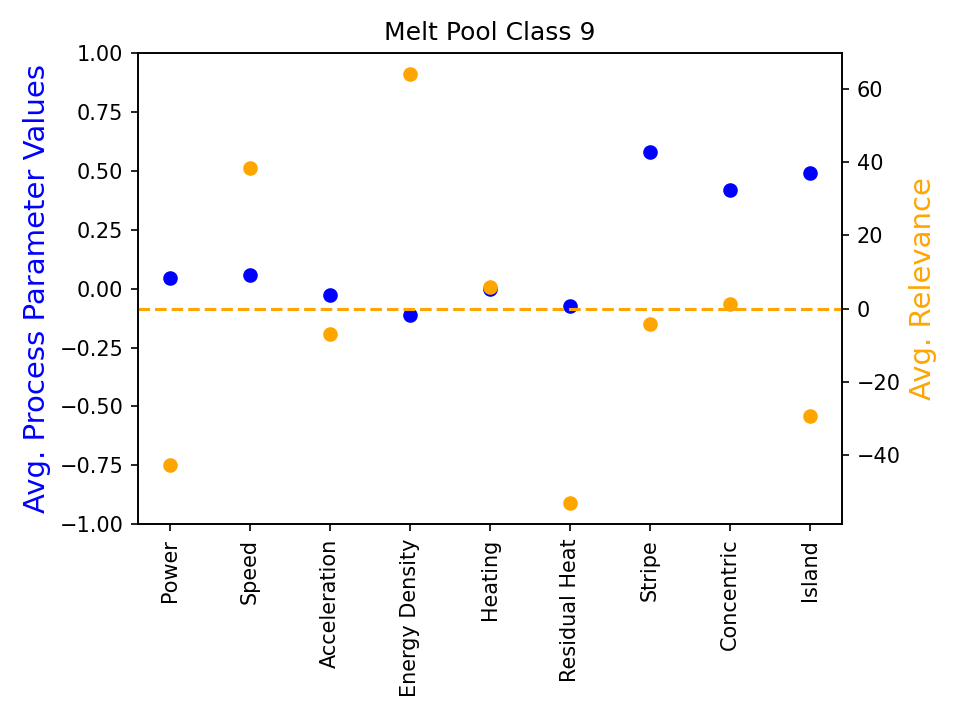 Melt Pool Class 9
Avg. Process Parameter Values
1.00
0.75
0.50
0.25
0.00
−0.25
−0.50
−0.75
−1.00
60
40
20
0
−20
−40
Avg. Relevance
Power
Speed
Acceleration
Energy Density
Heating
Residual Heat
Stripe
Concentric
Island